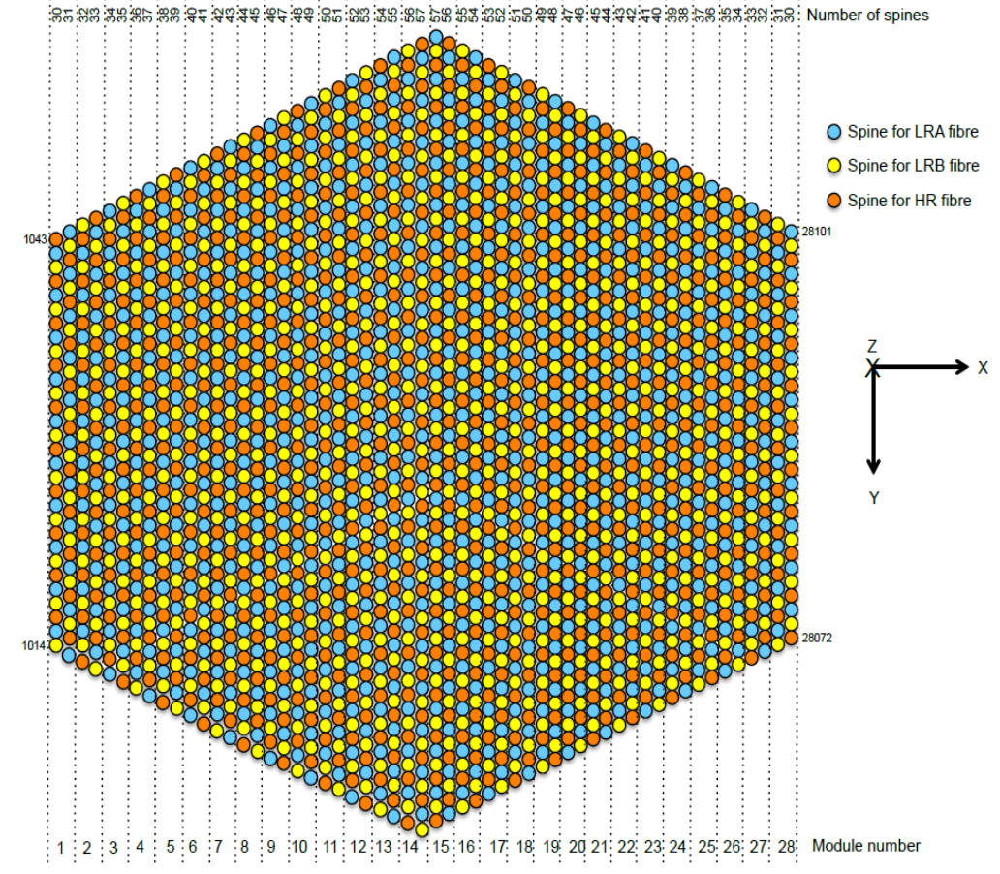 30 31 32 33 34 35 36 37 38 39 40 41 42 43 44 45 46 47 48 49 50 51 52 53 54 55 56 57 57 56 55 54 53 52 51 50 49 48 47 46 45 44 43 42 41 40 39 38 37 36 35 34 33 32 31 30 Number of spines
Spine for LRA fibre
Spine for LRB fibre
Spine for HR fibre
1043 28101
Z
X
Y
1014 28072
1 2 3 4 5 6 7 8 9 10 11 12 13 14 15 16 17 18 19 20 21 22 23 24 25 26 27 28 Module number